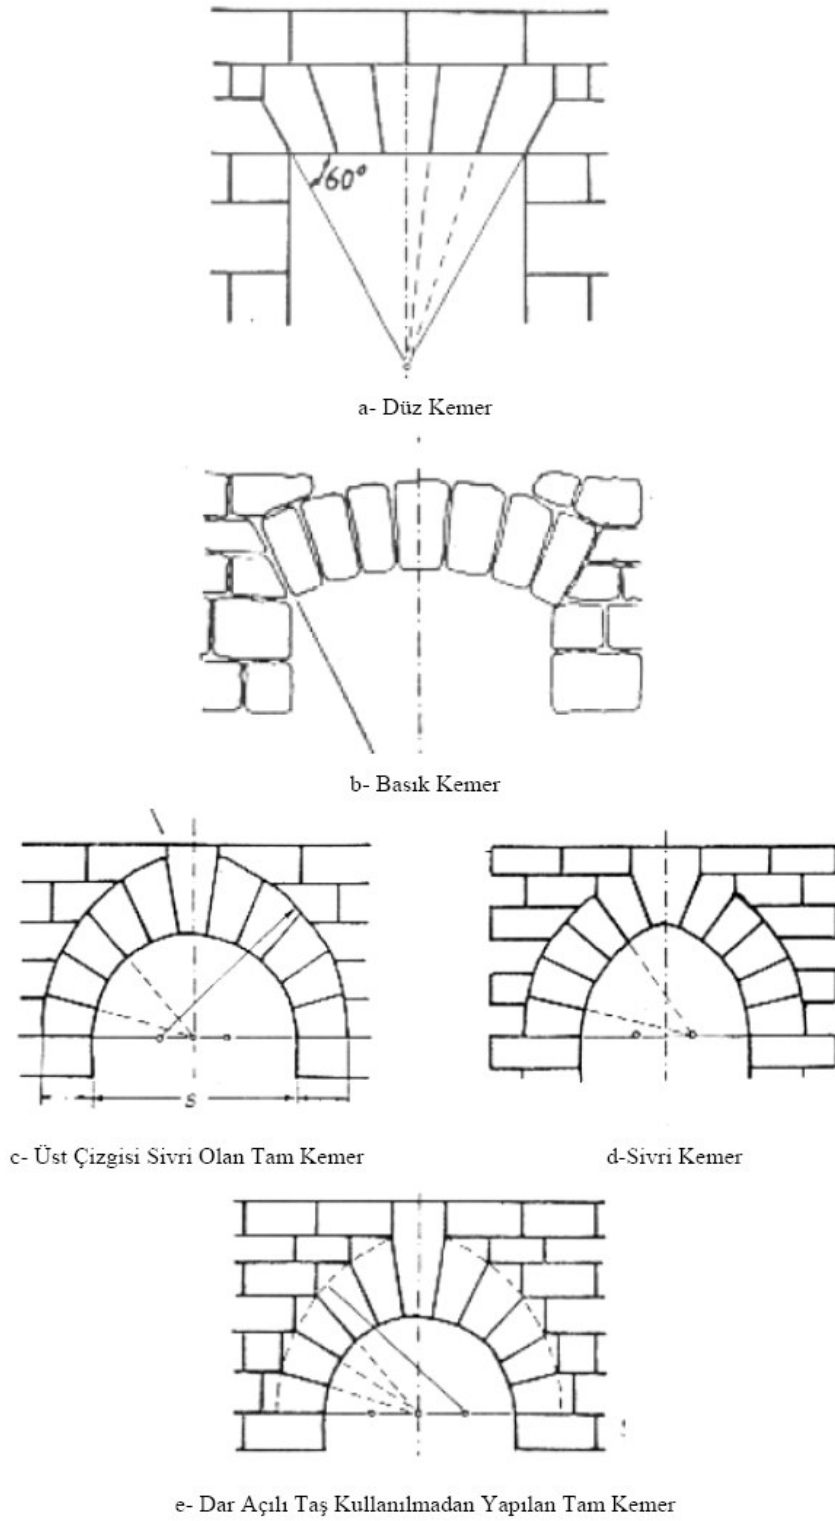 60°
a- Düz Kemer
b- Basık Kemer
S
c- Üst Çizgisi Sivri Olan Tam Kemer
d-Sivri Kemer
e- Dar Açılı Taş Kullanılmadan Yapılan Tam Kemer